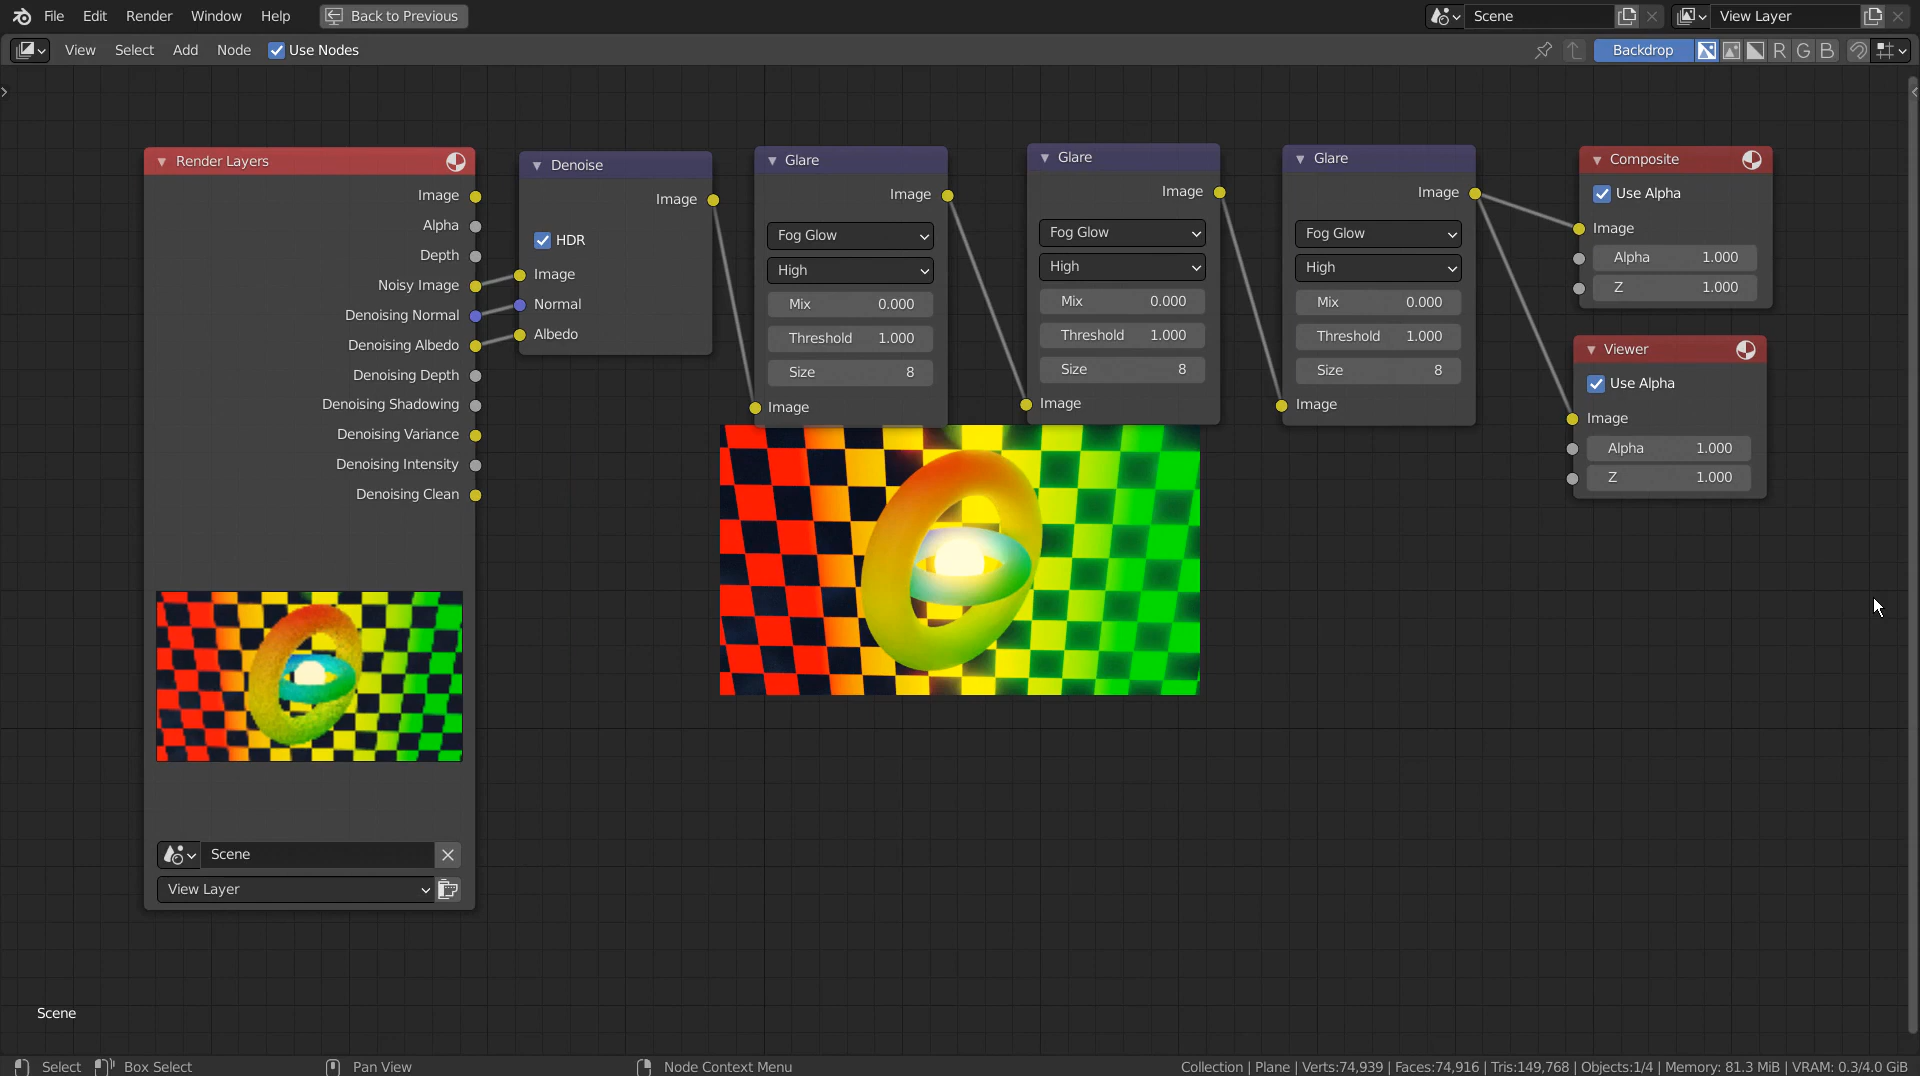 File Edit Render Window Help Back to Previous Scene View Layer
View Select Add Node Use Nodes Backdrop R G B
Render Layers
Image
Alpha
Depth
Noisy Image
Denoising Normal
Denoising Albedo
Denoising Depth
Denoising Shadowing
Denoising Variance
Denoising Intensity
Denoising Clean
Scene
View Layer
Denoise
Image
HDR
Image
Normal
Albedo
Glare
Image
Fog Glow
High
Mix 0.000
Threshold 1.000
Size 8
Image
Glare
Image
Fog Glow
High
Mix 0.000
Threshold 1.000
Size 8
Image
Glare
Image
Fog Glow
High
Mix 0.000
Threshold 1.000
Size 8
Image
Composite
Use Alpha
Image
Alpha 1.000
Z 1.000
Viewer
Use Alpha
Image
Alpha 1.000
Z 1.000
Scene
Select Box Select Pan View Node Context Menu Collection | Plane | Verts:74,939 | Faces:74,916 | Tris:149,768 | Objects:1/4 | Memory: 81.3 MiB | VRAM: 0.3/4.0 GiB